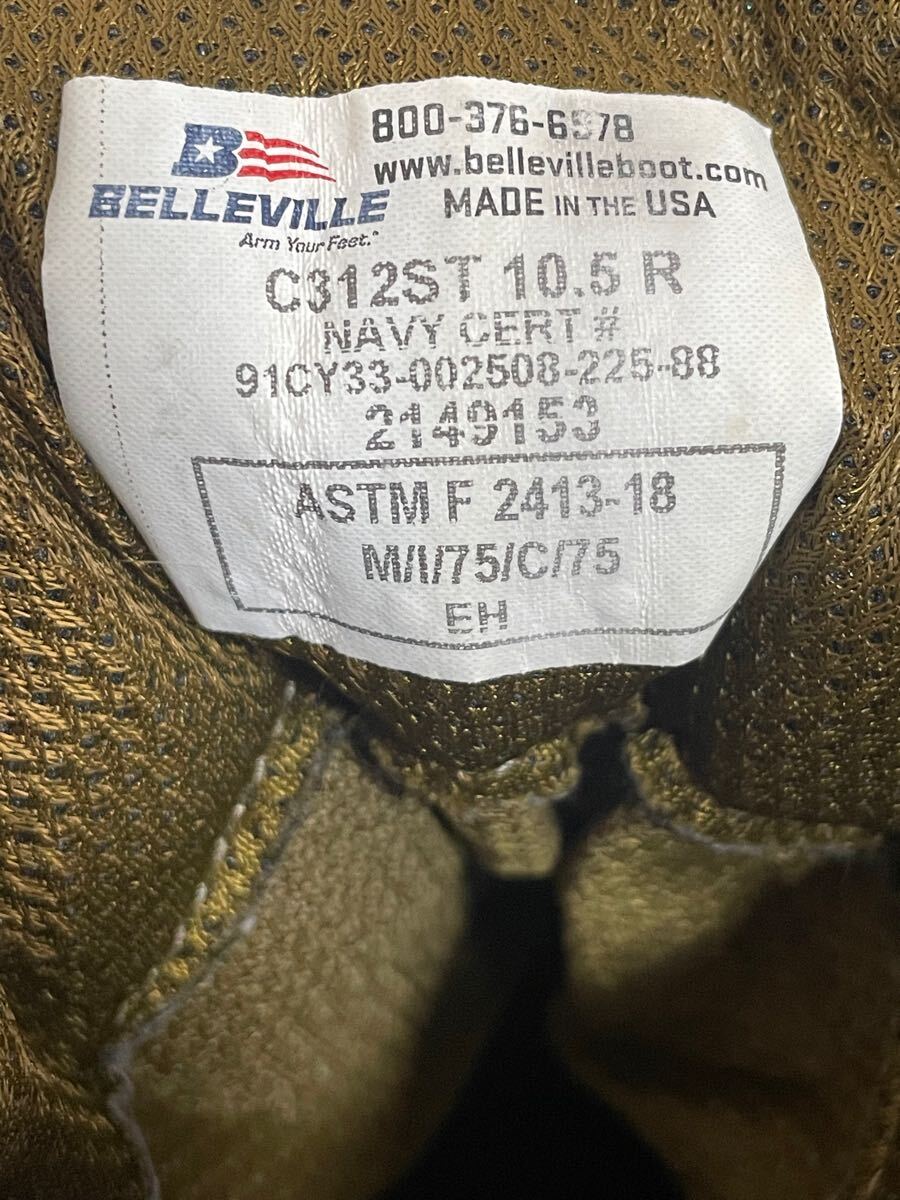 B
800-376-6978
www.bellevilleboot.com
BELLEVILLE
MADE IN THE USA
Arm Your Feet.®
C312ST 10.5 R
NAVY CERT #
91CY33-002508-225-88
2149153
ASTM F 2413-18
M/I/75/C/75
EH